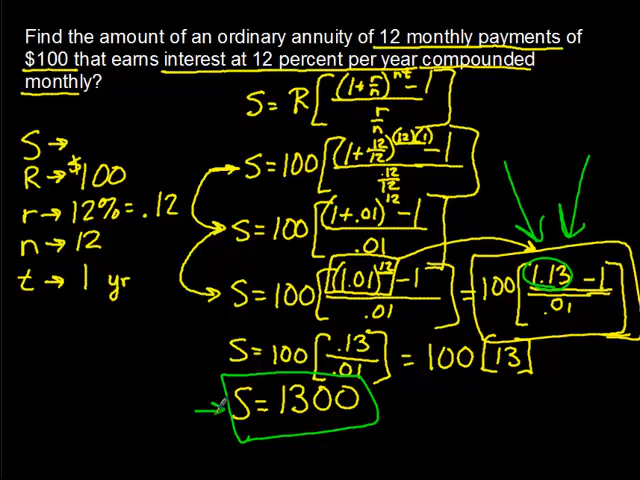 Find the amount of an ordinary annuity of 12 monthly payments of
$100 that earns interest at 12 percent per year compounded
monthly?
S = R [ ((1 + r/n)^nt - 1) / (r/n) ]
S →
R → $100
r → 12% = .12
n → 12
t → 1 yr
S = 100 [ ((1 + .12/12)^(12)(1) - 1) / (.12/12) ]
S = 100 [ ((1 + .01)^12 - 1) / .01 ]
S = 100 [ ((1.01)^12 - 1) / .01 ] = 100 [ (1.13 - 1) / .01 ]
S = 100 [ .13 / .01 ] = 100 [13]
→ S = 1300